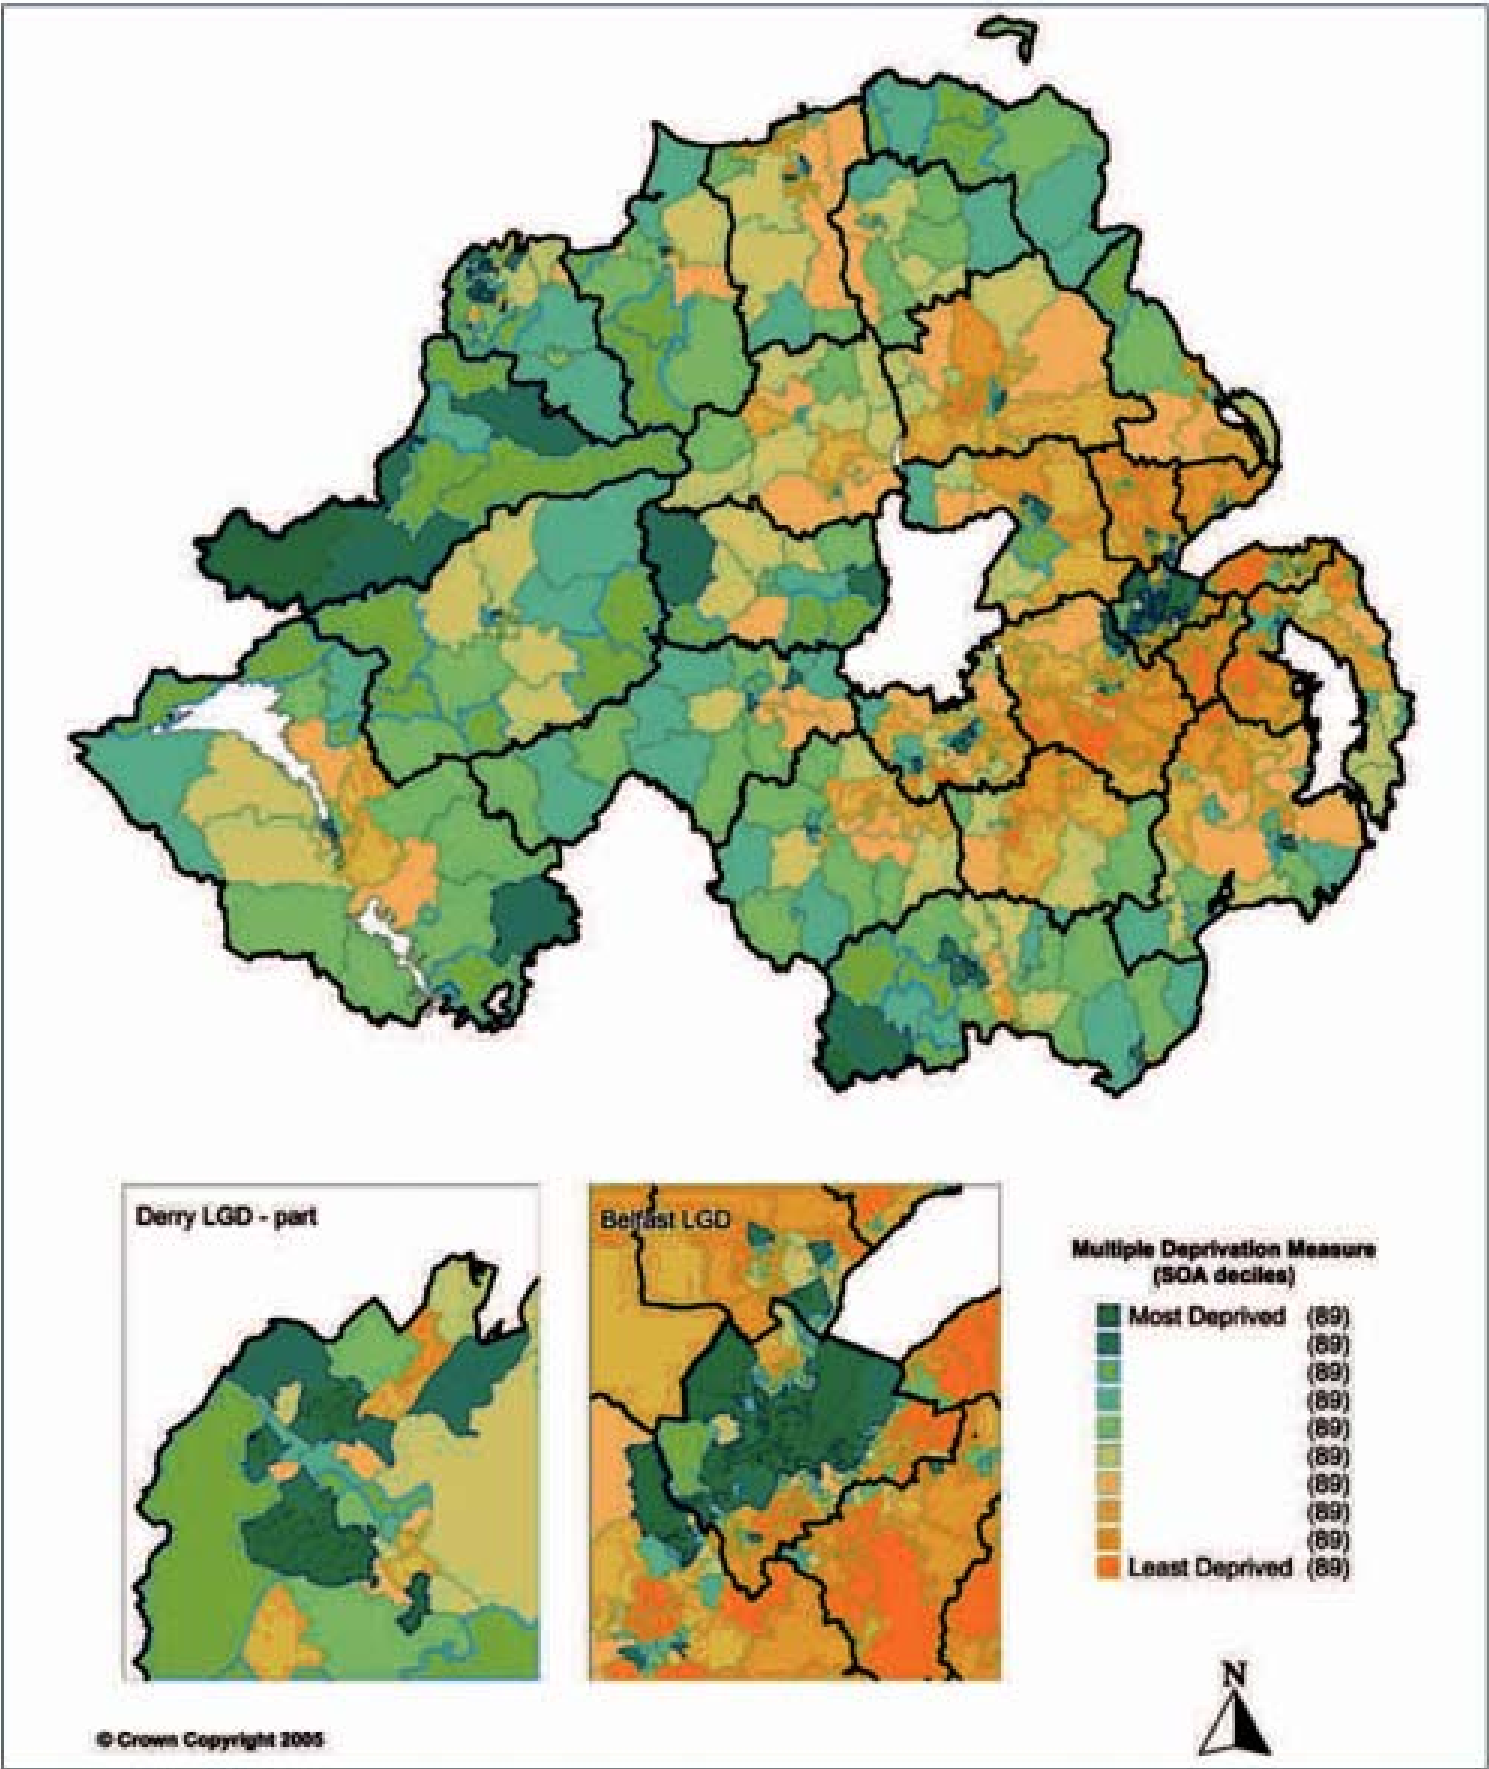 Derry LGD - part
Belfast LGD
Multiple Deprivation Measure
(SOA deciles)
Most Deprived (89)
(89)
(89)
(89)
(89)
(89)
(89)
(89)
(89)
Least Deprived (89)
N
© Crown Copyright 2005